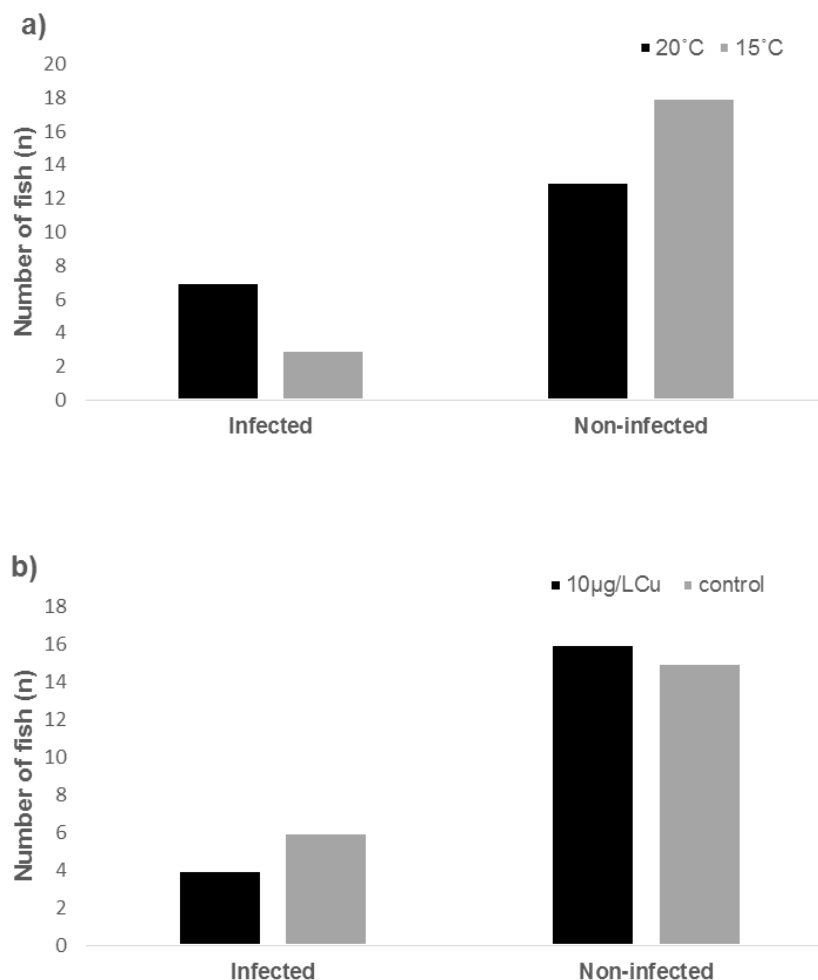 a)
20˚C 15˚C
20
18
16
14
12
10
8
6
4
2
0
Number of fish (n)
Infected Non-infected
b)
10µg/LCu control
18
16
14
12
10
8
6
4
2
0
Number of fish (n)
Infected Non-infected